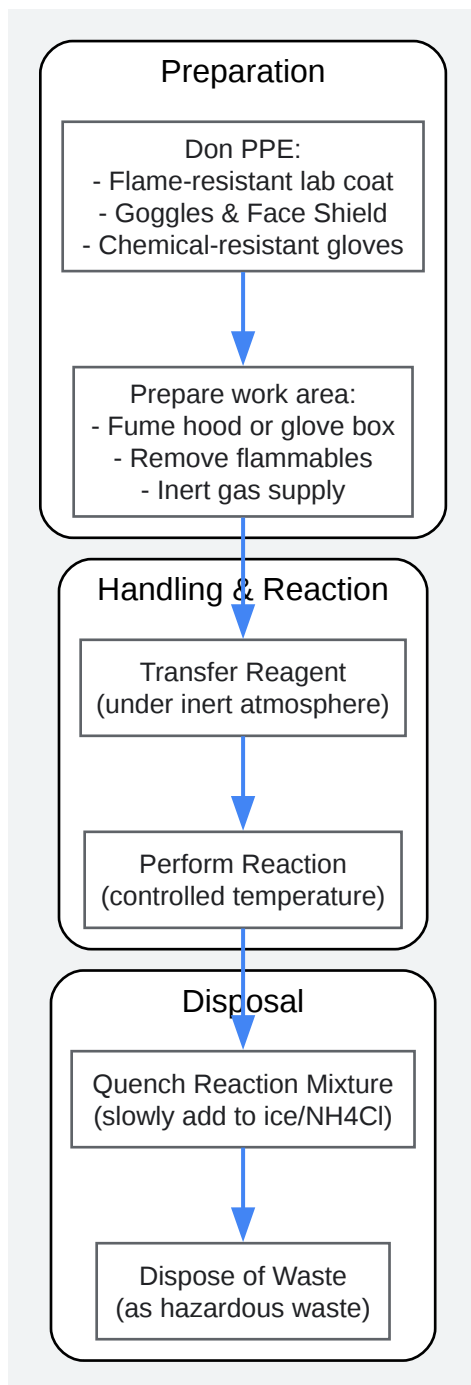 Preparation
Don PPE:
- Flame-resistant lab coat
- Goggles & Face Shield
- Chemical-resistant gloves
Prepare work area:
- Fume hood or glove box
- Remove flammables
- Inert gas supply
Handling & Reaction
Transfer Reagent
(under inert atmosphere)
Perform Reaction
(controlled temperature)
Disposal
Quench Reaction Mixture
(slowly add to ice/NH4Cl)
Dispose of Waste
(as hazardous waste)